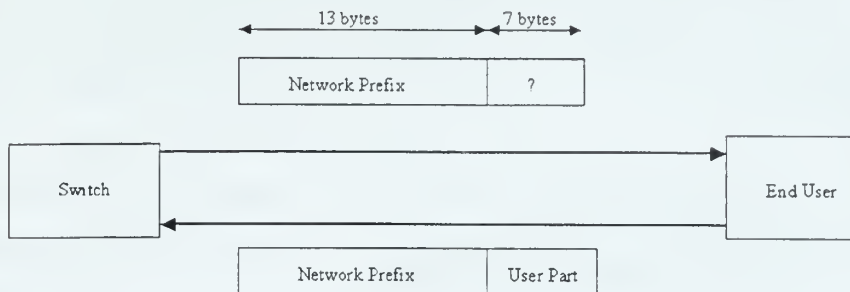 13 bytes 7 bytes
Network Prefix ?
Switch End User
Network Prefix User Part